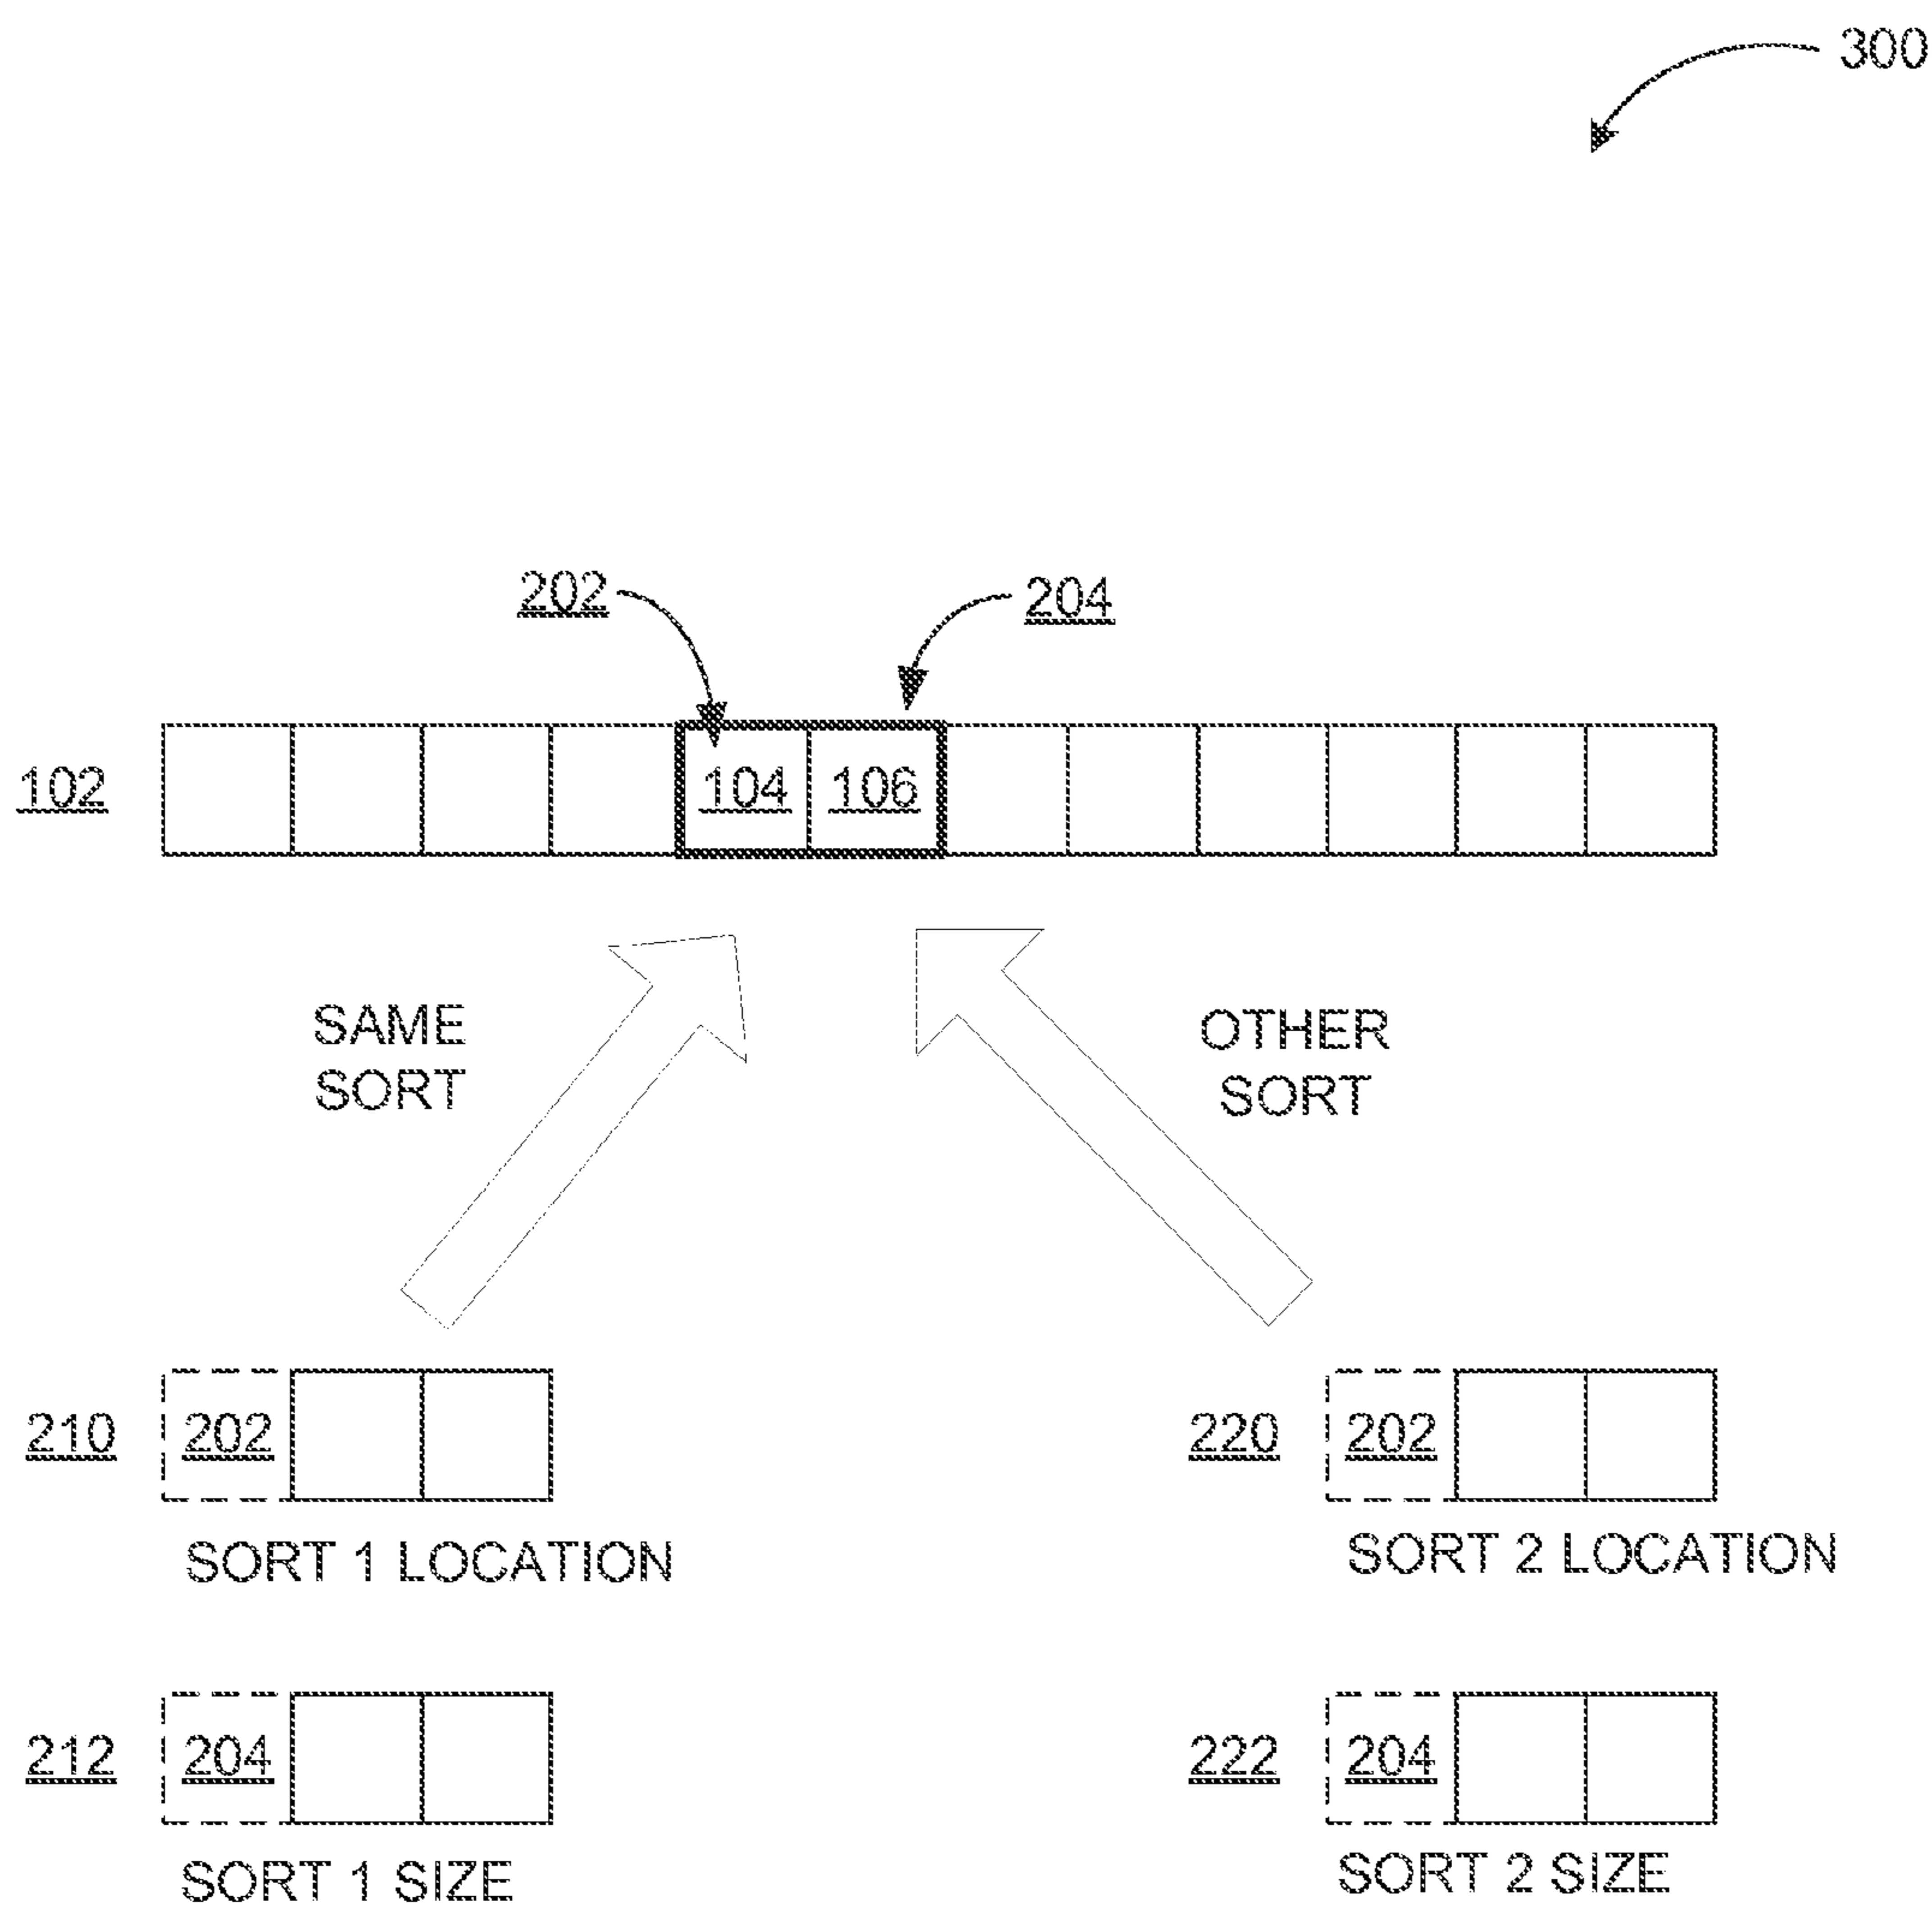 300
202
204
102
104
106
SAME
SORT
OTHER
SORT
210
202
220
202
SORT 1 LOCATION
SORT 2 LOCATION
212
204
222
204
SORT 1 SIZE
SORT 2 SIZE